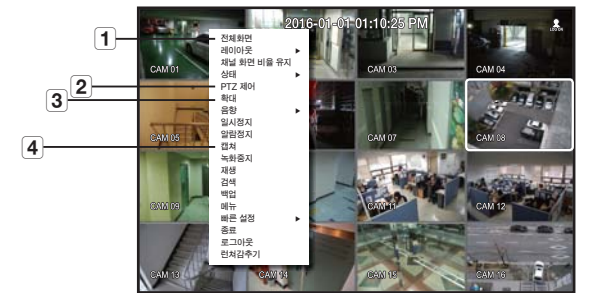 2016-01-01 01:10:25 PM
LOG ON
1
전체화면
레이아웃
채널 화면 비율 유지
상태
2
PTZ 제어
3
확대
음향
일시정지
알람정지
4
캡쳐
녹화중지
재생
검색
백업
메뉴
빠른 설정
종료
로그아웃
런쳐감추기
CAM 01
CAM 03
CAM 04
CAM 05
CAM 07
CAM 08
CAM 09
CAM 11
CAM 12
CAM 13
CAM 14
CAM 15
CAM 16